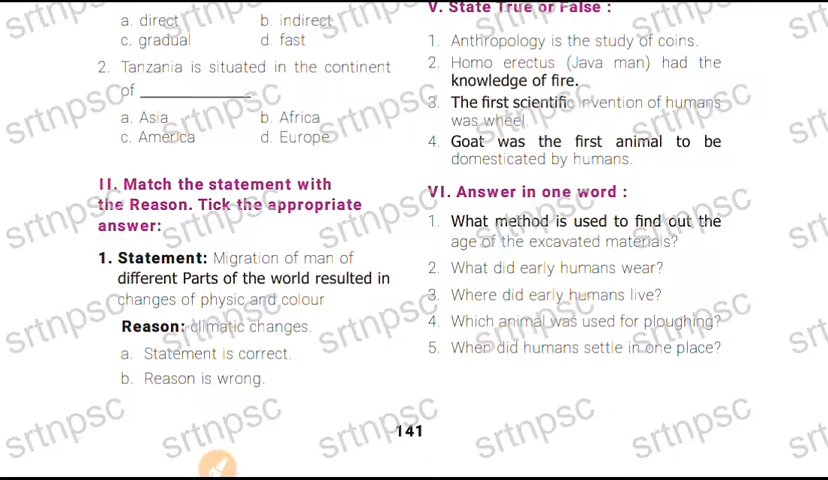 a. direct b. indirect
c. gradual d. fast
2. Tanzania is situated in the continent
of ____________.
a. Asia b. Africa
c. America d. Europe
II. Match the statement with
the Reason. Tick the appropriate
answer:
1. Statement: Migration of man of
different Parts of the world resulted in
changes of physic and colour
Reason: climatic changes.
a. Statement is correct.
b. Reason is wrong.
V. State True or False :
1. Anthropology is the study of coins.
2. Homo erectus (Java man) had the
knowledge of fire.
3. The first scientific invention of humans
was wheel.
4. Goat was the first animal to be
domesticated by humans.
VI. Answer in one word :
1. What method is used to find out the
age of the excavated materials?
2. What did early humans wear?
3. Where did early humans live?
4. Which animal was used for ploughing?
5. When did humans settle in one place?
141
srtnpsc